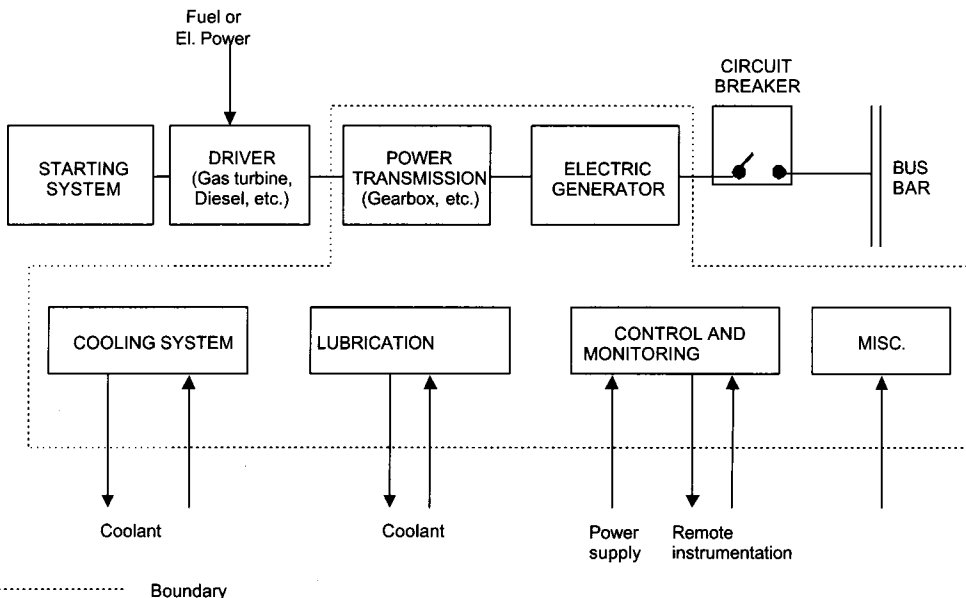 Fuel or
El. Power
CIRCUIT
BREAKER
STARTING
SYSTEM
DRIVER
(Gas turbine,
Diesel, etc.)
POWER
TRANSMISSION
(Gearbox, etc.)
ELECTRIC
GENERATOR
BUS
BAR
COOLING SYSTEM
LUBRICATION
CONTROL AND
MONITORING
MISC.
Coolant
Coolant
Power
supply
Remote
instrumentation
Boundary